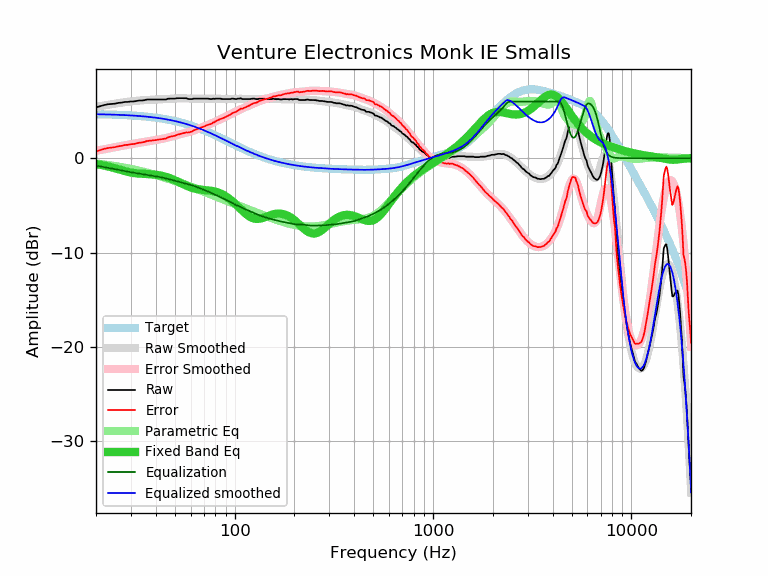 Venture Electronics Monk IE Smalls
Amplitude (dBr)
0
−10
−20
−30
Target
Raw Smoothed
Error Smoothed
Raw
Error
Parametric Eq
Fixed Band Eq
Equalization
Equalized smoothed
100
1000
10000
Frequency (Hz)